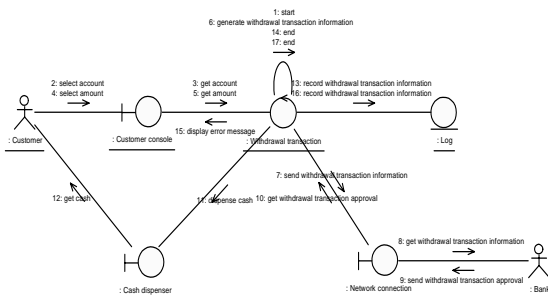 1: start
6: generate withdrawal transaction information
14: end
17: end
2: select account
4: select amount
3: get account
5: get amount
13: record withdrawal transaction information
16: record withdrawal transaction information
15: display error message
: Customer
: Customer console
: Withdrawal transaction
: Log
7: send withdrawal transaction information
12: get cash
11: dispense cash
10: get withdrawal transaction approval
8: get withdrawal transaction information
9: send withdrawal transaction approval
: Cash dispenser
: Network connection
: Bank